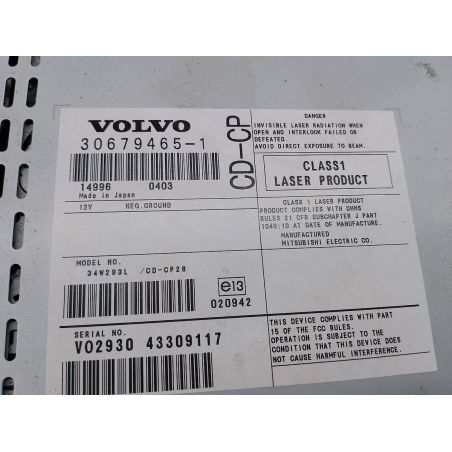 VOLVO
30679465-1
14996 0403
Made in Japan
12V NEG.GROUND
MODEL NO.
34W293L /CD-CP28
e13
020942
SERIAL NO.
VO2930 43309117
CD-CP
DANGER
INVISIBLE LASER RADIATION WHEN
OPEN AND INTERLOCK FAILED OR
DEFEATED.
AVOID DIRECT EXPOSURE TO BEAM.
CLASS1
LASER PRODUCT
CLASS 1 LASER PRODUCT
PRODUCT COMPLIES WITH DHHS
RULES 21 CFR SUBCHAPTER J PART
1040:10 AT DATE OF MANUFACTURE.
MANUFACTURED
MITSUBISHI ELECTRIC CO.
THIS DEVICE COMPLIES WITH PART
15 OF THE FCC RULES.
OPERATION IS SUBJECT TO THE
CONDITION THAT THIS DEVICE DOES
NOT CAUSE HARMFUL INTERFERENCE.